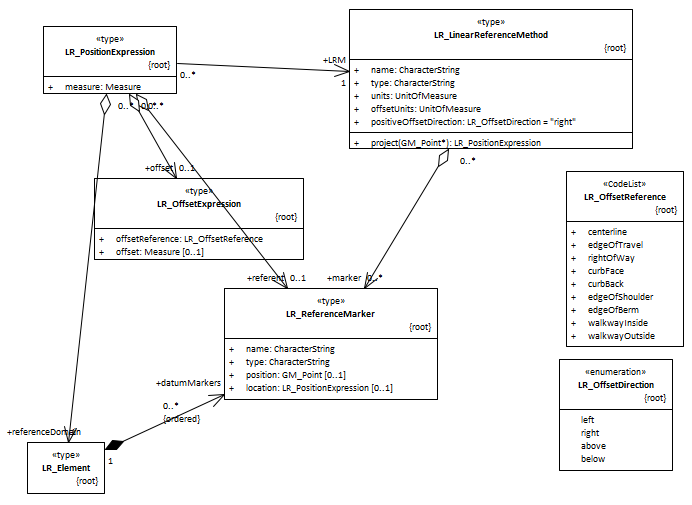 «type»
LR_PositionExpression
{root}
+ measure: Measure
«type»
LR_LinearReferenceMethod
{root}
+ name: CharacterString
+ type: CharacterString
+ units: UnitOfMeasure
+ offsetUnits: UnitOfMeasure
+ positiveOffsetDirection: LR_OffsetDirection = "right"
+ project(GM_Point*): LR_PositionExpression
+LRM
0..*
1
0..*
0..*
0..*
+offset
0..1
«type»
LR_OffsetExpression
{root}
+ offsetReference: LR_OffsetReference
+ offset: Measure [0..1]
«CodeList»
LR_OffsetReference
{root}
+ centerline
+ edgeOfTravel
+ rightOfWay
+ curbFace
+ curbBack
+ edgeOfShoulder
+ edgeOfBerm
+ walkwayInside
+ walkwayOutside
+referent
0..1
+marker
0..*
«type»
LR_ReferenceMarker
{root}
+ name: CharacterString
+ type: CharacterString
+ position: GM_Point [0..1]
+ location: LR_PositionExpression [0..1]
«enumeration»
LR_OffsetDirection
{root}
left
right
above
below
+datumMarkers
0..*
{ordered}
+referenceDomain
1
«type»
LR_Element
{root}